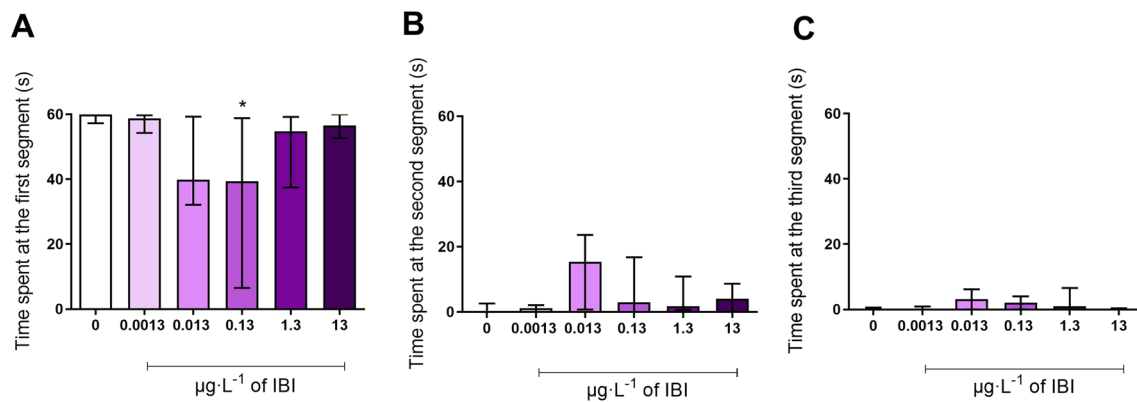 A
Time spent at the first segment (s)
60
40
20
0
*
0 0.0013 0.013 0.13 1.3 13
µg·L⁻¹ of IBI
B
Time spent at the second segment (s)
60
40
20
0
0 0.0013 0.013 0.13 1.3 13
µg·L⁻¹ of IBI
C
Time spent at the third segment (s)
60
40
20
0
0 0.0013 0.013 0.13 1.3 13
µg·L⁻¹ of IBI